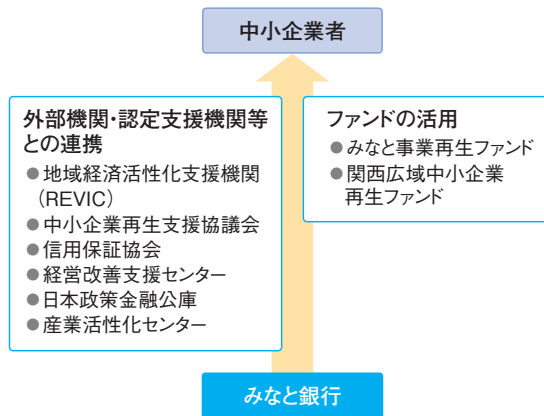 中小企業者
外部機関・認定支援機関等
との連携
●地域経済活性化支援機関
（REVIC）
●中小企業再生支援協議会
●信用保証協会
●経営改善支援センター
●日本政策金融公庫
●産業活性化センター
ファンドの活用
●みなと事業再生ファンド
●関西広域中小企業
再生ファンド
みなと銀行